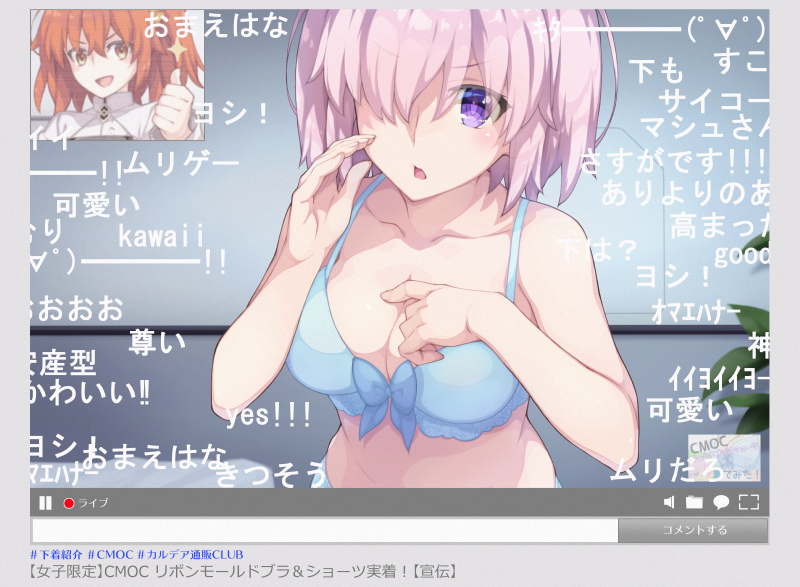 おまえはな
キター━━━━(ﾟ∀ﾟ)
下も
すこ
ヨシ！
サイコー
マシュさん
イイ
━━!!
ムリゲー
さすがです!!!
可愛い
ありよりのあ
むり
kawaii
高まった
∀ﾟ)━━━━━!!
下は？
good
ヨシ！
おおおお
ｵﾏｴﾊﾅｰ
尊い
神
安産型
ｲｲﾖｲｲﾖｰ
かわいい!!
可愛い
yes!!!
ヨシ！
おまえはな
ﾏｴﾊﾅｰ
きつそう
ムリだろ
CMOC
てみた！
ライブ
コメントする
#下着紹介 #CMOC #カルデア通販CLUB
【女子限定】CMOC リボンモールドブラ＆ショーツ実着！【宣伝】